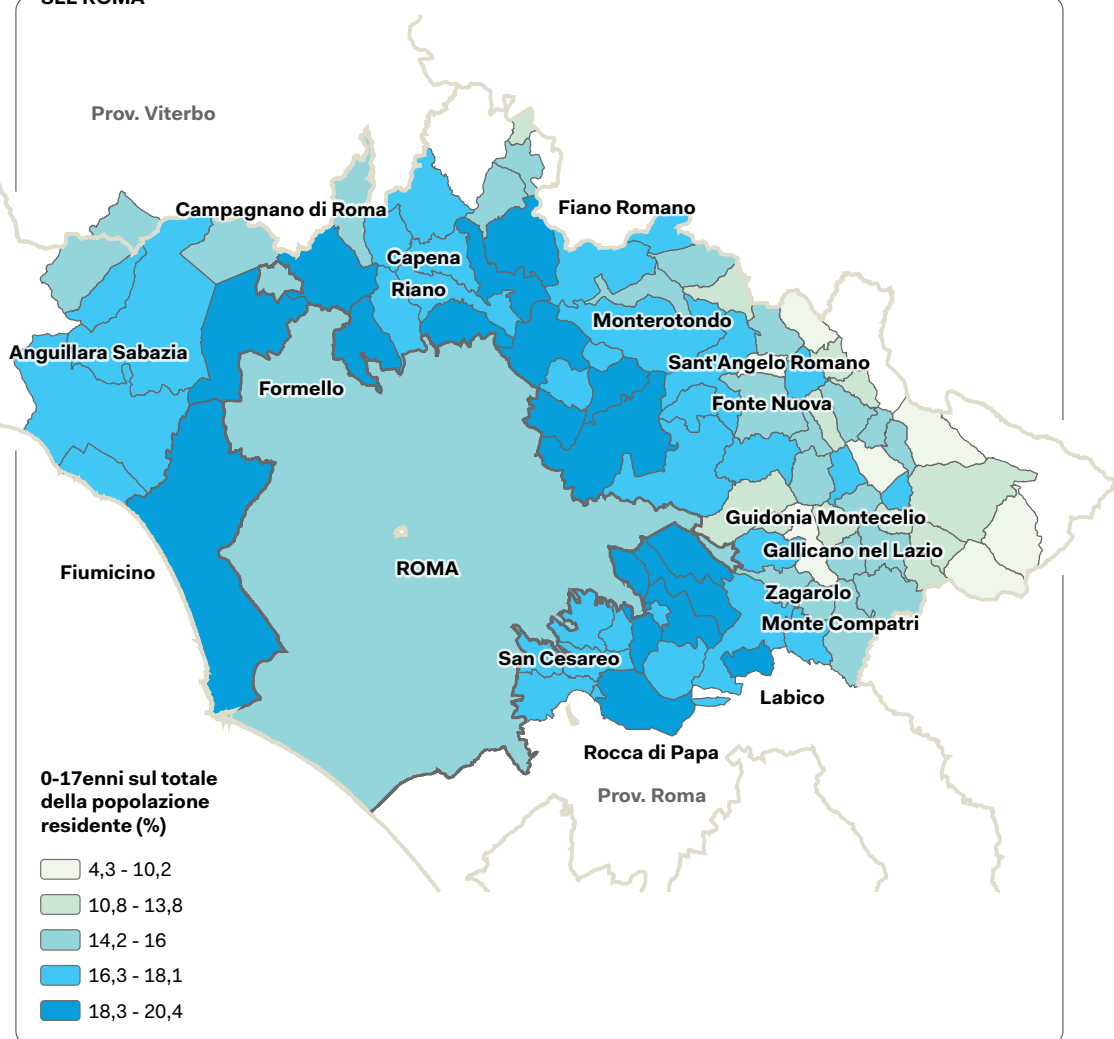 SLL ROMA
Prov. Viterbo
Campagnano di Roma
Fiano Romano
Capena
Riano
Monterotondo
Anguillara Sabazia
Sant'Angelo Romano
Formello
Fonte Nuova
Guidonia Montecelio
Gallicano nel Lazio
Fiumicino
ROMA
Zagarolo
Monte Compatri
San Cesareo
Labico
Rocca di Papa
Prov. Roma
0-17enni sul totale
della popolazione
residente (%)
4,3 - 10,2
10,8 - 13,8
14,2 - 16
16,3 - 18,1
18,3 - 20,4